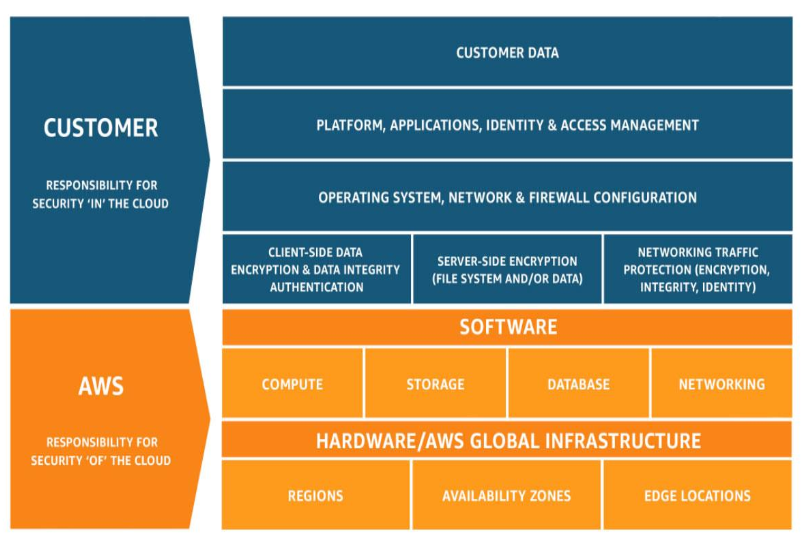 CUSTOMER
RESPONSIBILITY FOR
SECURITY ‘IN’ THE CLOUD
CUSTOMER DATA
PLATFORM, APPLICATIONS, IDENTITY & ACCESS MANAGEMENT
OPERATING SYSTEM, NETWORK & FIREWALL CONFIGURATION
CLIENT-SIDE DATA
ENCRYPTION & DATA INTEGRITY
AUTHENTICATION
SERVER-SIDE ENCRYPTION
(FILE SYSTEM AND/OR DATA)
NETWORKING TRAFFIC
PROTECTION (ENCRYPTION,
INTEGRITY, IDENTITY)
AWS
RESPONSIBILITY FOR
SECURITY ‘OF’ THE CLOUD
SOFTWARE
COMPUTE
STORAGE
DATABASE
NETWORKING
HARDWARE/AWS GLOBAL INFRASTRUCTURE
REGIONS
AVAILABILITY ZONES
EDGE LOCATIONS